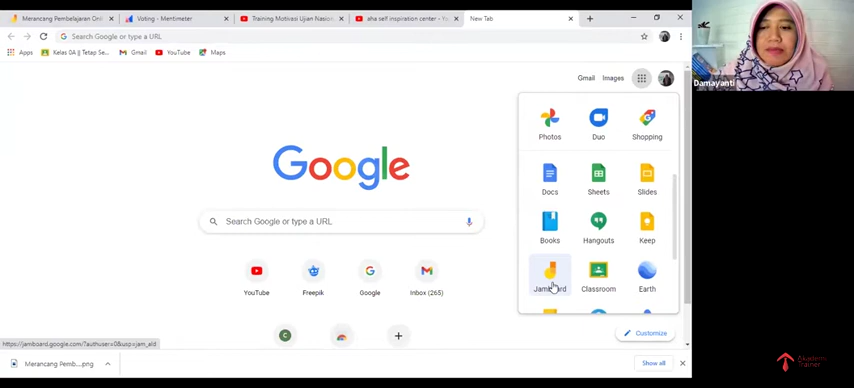 Merancang Pembelajaran Onli
Voting - Mentimeter
Training Motivasi Ujian Nasion
aha self inspiration center - Yo
New Tab
Search Google or type a URL
Apps
Kelas 0A || Tetap Se...
Gmail
YouTube
Maps
Gmail
Images
Damayanti
Photos
Duo
Shopping
Google
Docs
Sheets
Slides
Search Google or type a URL
Books
Hangouts
Keep
Jamboard
Classroom
Earth
YouTube
Freepik
Google
Inbox (265)
C
Customize
https://jamboard.google.com/?authuser=0&usp=jam_ald
Merancang Pemb....png
Show all
Akademi
Trainer